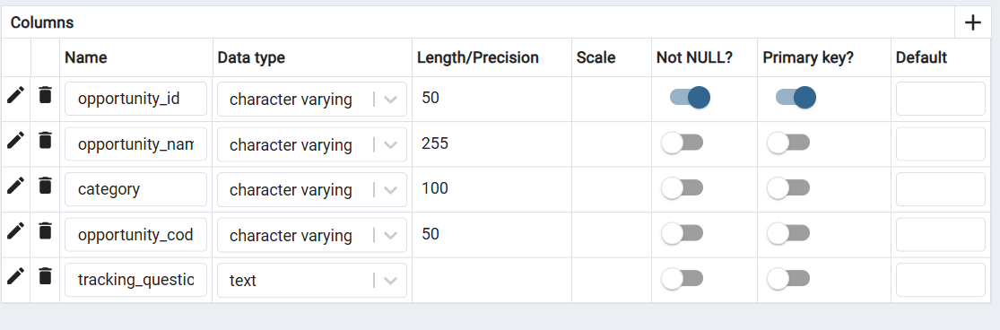 Columns +
Name Data type Length/Precision Scale Not NULL? Primary key? Default
opportunity_id character varying 50
opportunity_nam character varying 255
category character varying 100
opportunity_cod character varying 50
tracking_questic text